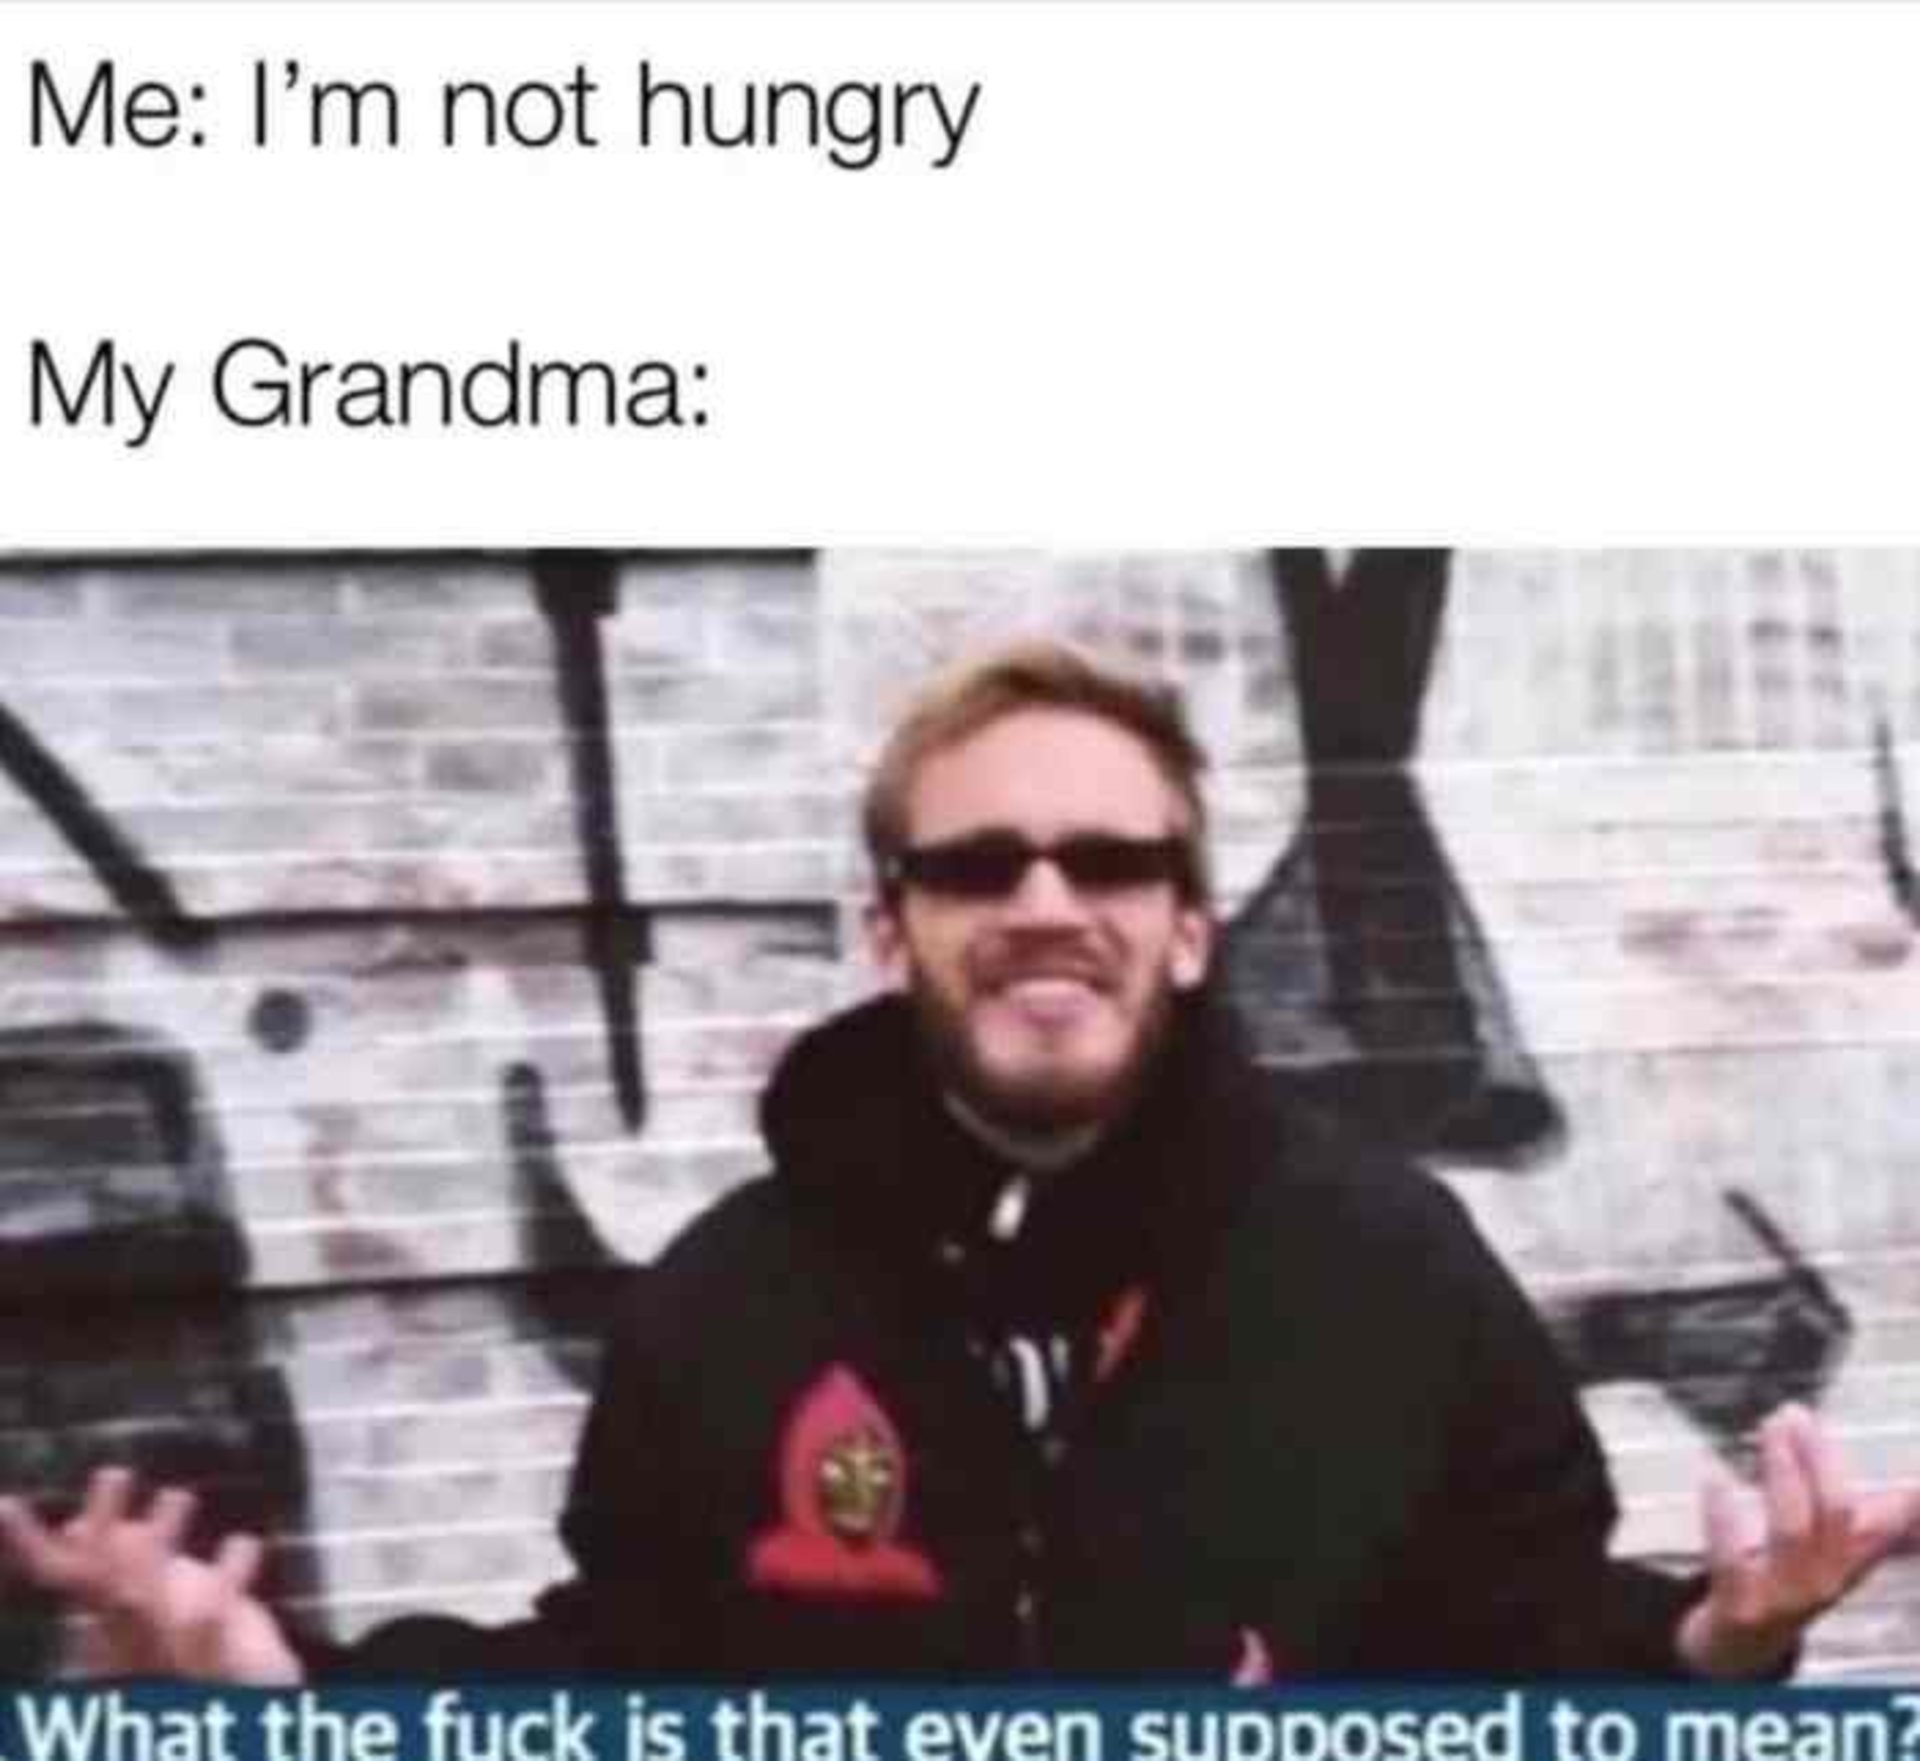 Me: I’m not hungry
My Grandma:
What the fuck is that even supposed to mean?